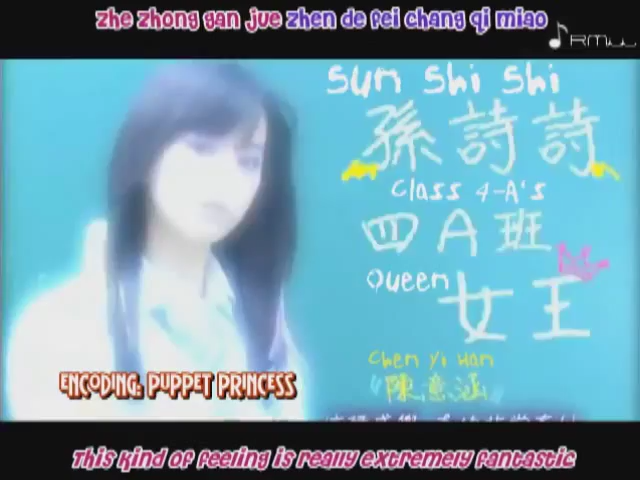 zhe zhong gan jue zhen de fei chang qi miao
RMU
sun shi shi
孫詩詩
Class 4-A's
四A班
Queen
女王
Chen Yi Han
《陳意涵》
ENCODING: PUPPET PRINCESS
This kind of feeling is really extremely fantastic